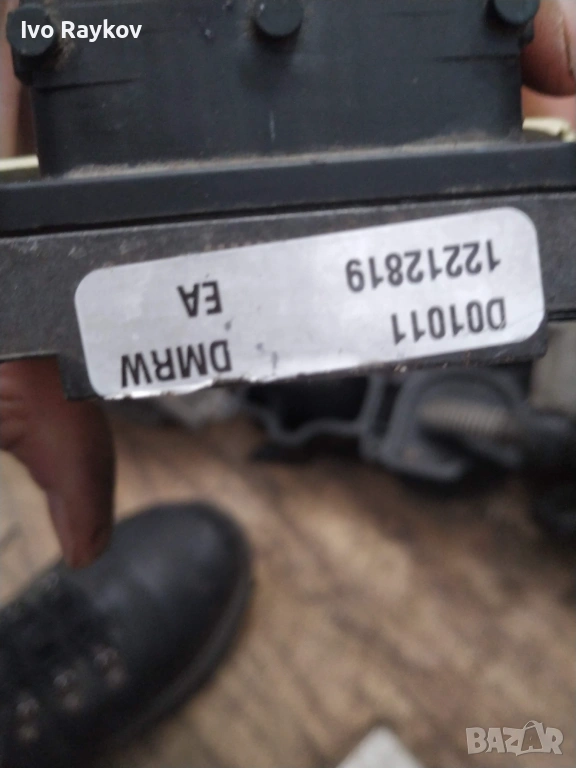 Ivo Raykov
D01011 DMRW
12212819 EA
BAZAR